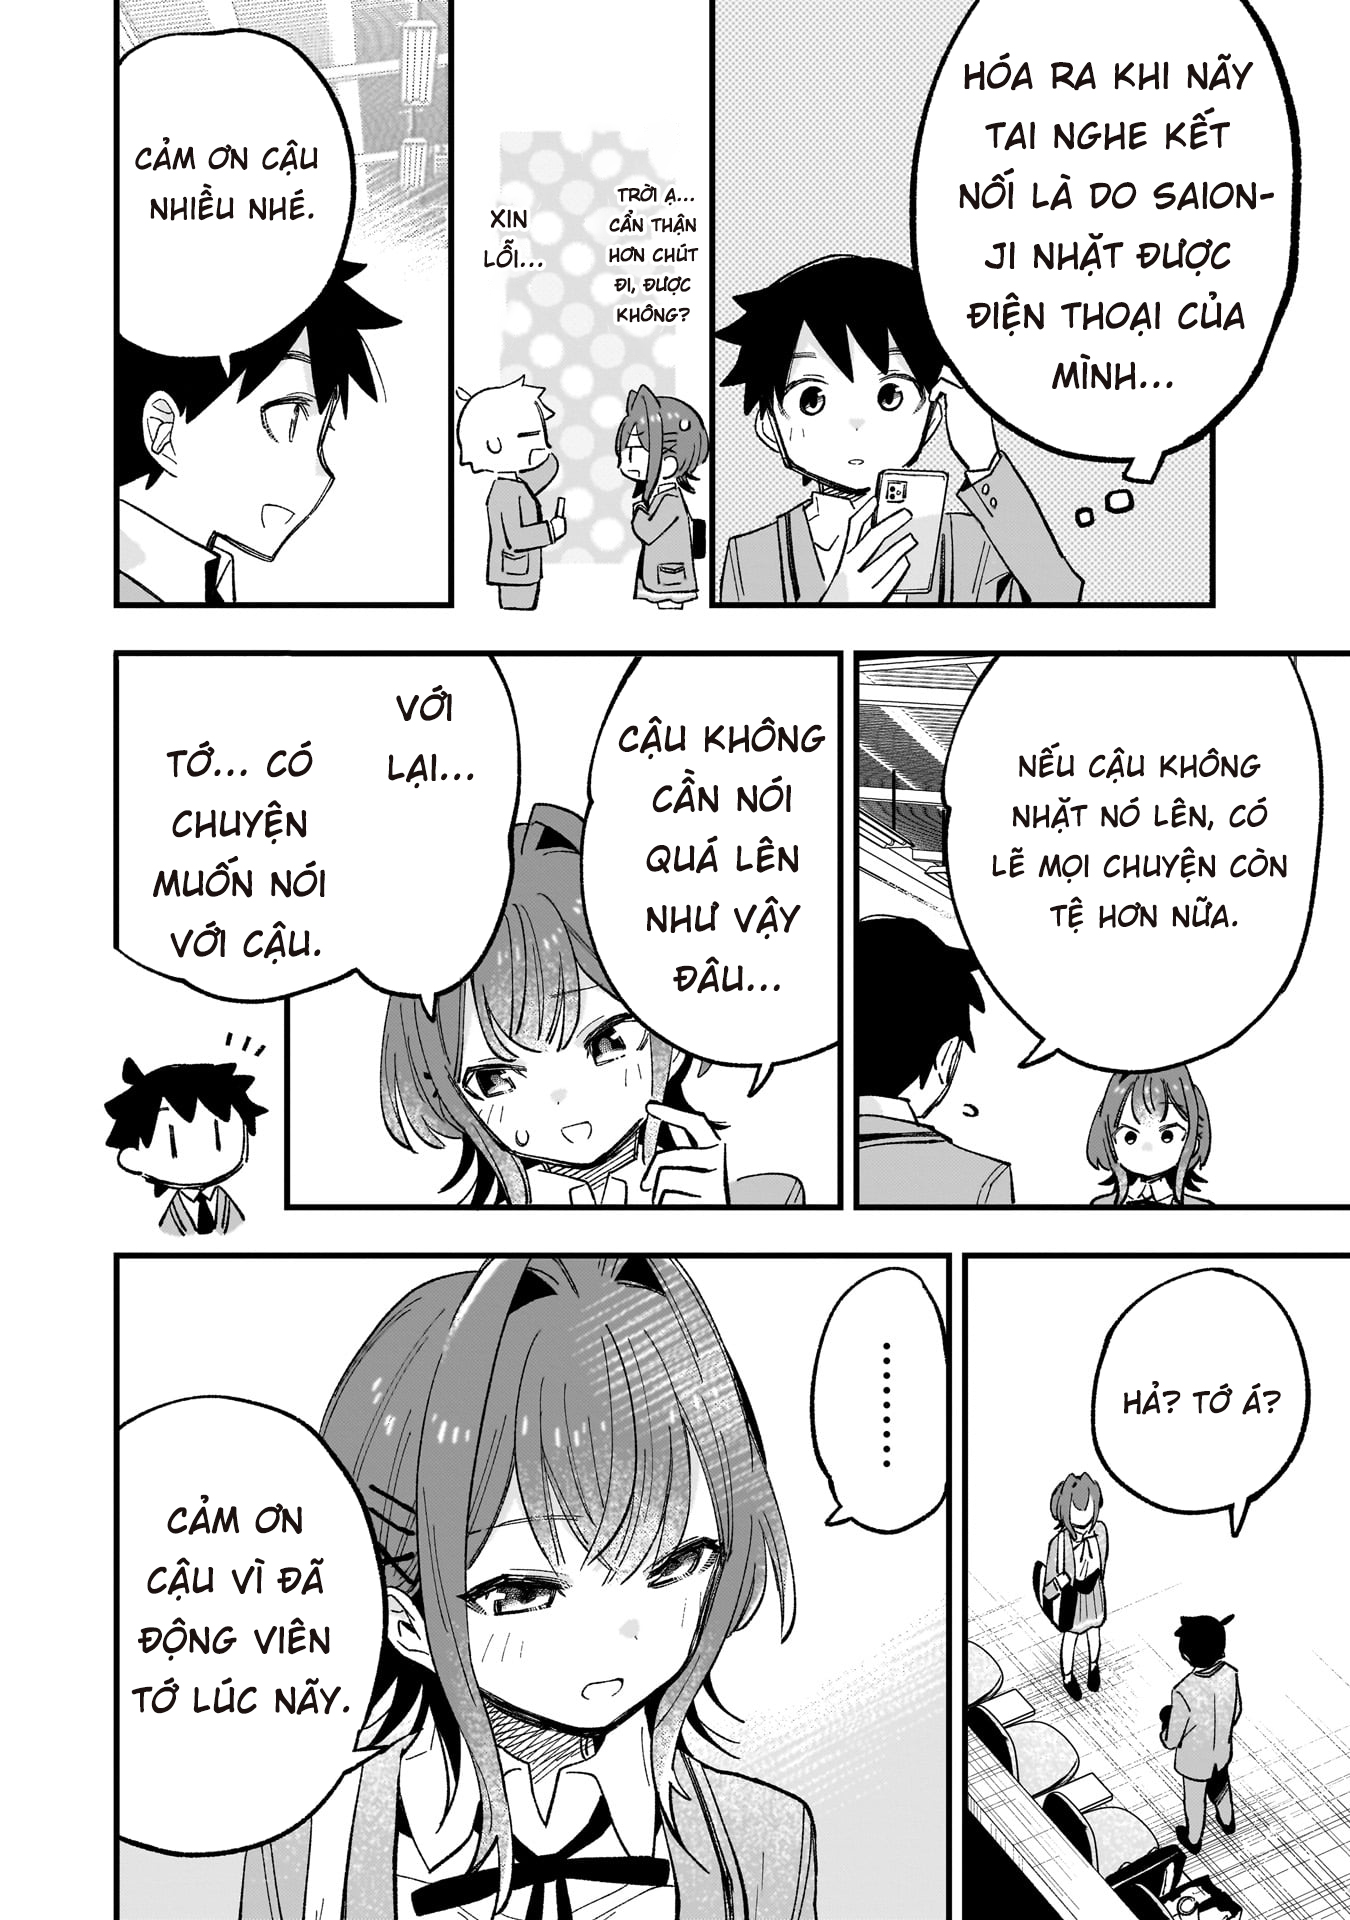 HÓA RA KHI NÃY
TAI NGHE KẾT
NỐI LÀ DO SAION-
JI NHẶT ĐƯỢC
ĐIỆN THOẠI CỦA
MÌNH...
TRỜI Ạ...
CẨN THẬN
HƠN CHÚT
ĐI, ĐƯỢC
KHÔNG?
XIN
LỖI...
CẢM ƠN CẬU
NHIỀU NHÉ.
NẾU CẬU KHÔNG
NHẶT NÓ LÊN, CÓ
LẼ MỌI CHUYỆN CÒN
TỆ HƠN NỮA.
CẬU KHÔNG
CẦN NÓI
QUÁ LÊN
NHƯ VẬY
ĐÂU...
VỚI
LẠI...
TỚ... CÓ
CHUYỆN
MUỐN NÓI
VỚI CẬU.
HẢ? TỚ Á?
.........
CẢM ƠN
CẬU VÌ ĐÃ
ĐỘNG VIÊN
TỚ LÚC NÃY.